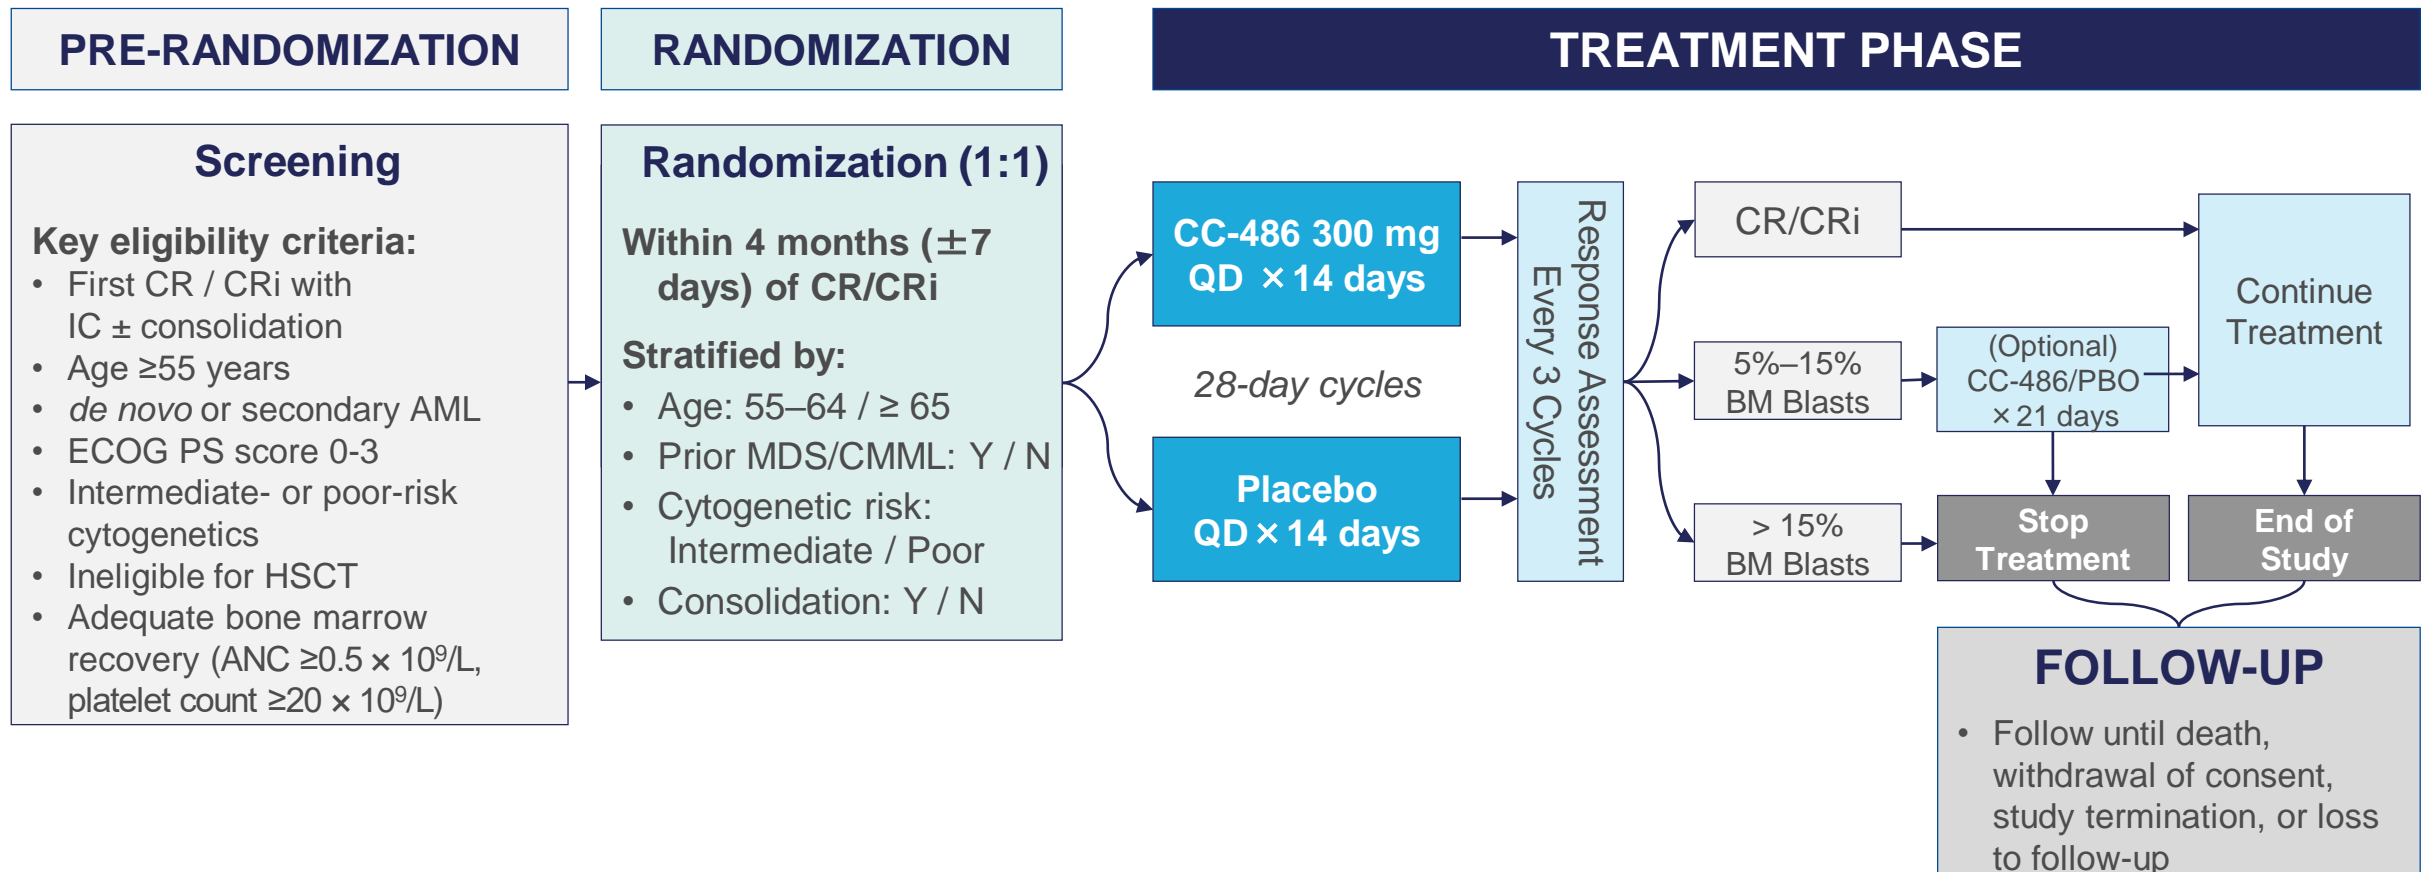 PRE-RANDOMIZATION
RANDOMIZATION
TREATMENT PHASE
Screening
Key eligibility criteria:
• First CR / CRi with
IC ± consolidation
• Age ≥55 years
• de novo or secondary AML
• ECOG PS score 0-3
• Intermediate- or poor-risk
cytogenetics
• Ineligible for HSCT
• Adequate bone marrow
recovery (ANC ≥0.5 × 10⁹/L,
platelet count ≥20 × 10⁹/L)
Randomization (1:1)
Within 4 months (±7
days) of CR/CRi
Stratified by:
• Age: 55–64 / ≥ 65
• Prior MDS/CMML: Y / N
• Cytogenetic risk:
Intermediate / Poor
• Consolidation: Y / N
CC-486 300 mg
QD × 14 days
28-day cycles
Placebo
QD × 14 days
Response Assessment
Every 3 Cycles
CR/CRi
5%–15%
BM Blasts
> 15%
BM Blasts
(Optional)
CC-486/PBO
× 21 days
Continue
Treatment
Stop
Treatment
End of
Study
FOLLOW-UP
• Follow until death,
withdrawal of consent,
study termination, or loss
to follow-up